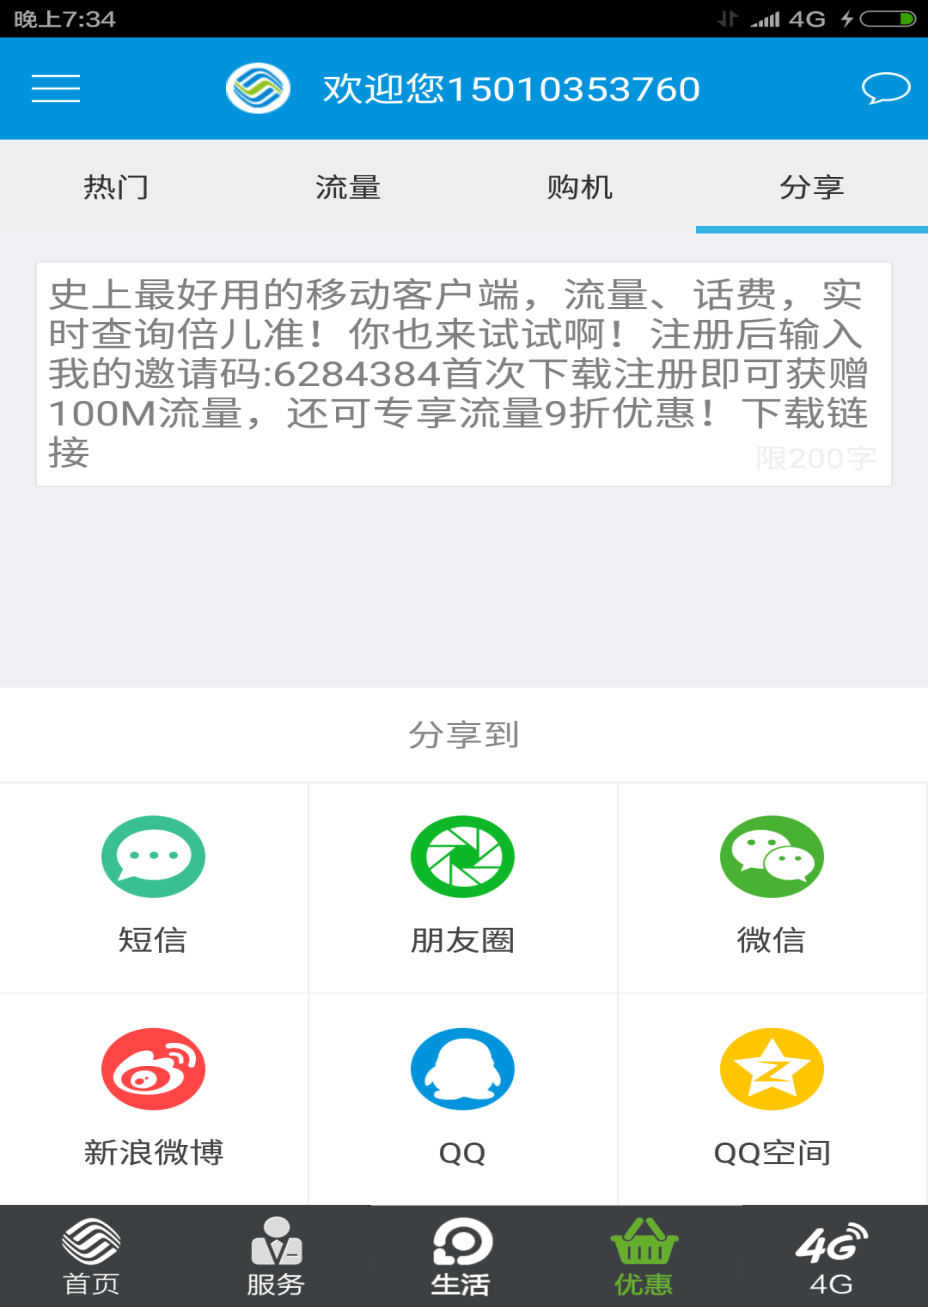 晚上7:34
4G
欢迎您15010353760
热门
流量
购机
分享
史上最好用的移动客户端，流量、话费，实
时查询倍儿准！你也来试试啊！注册后输入
我的邀请码:6284384首次下载注册即可获赠
100M流量，还可专享流量9折优惠！下载链
接
限200字
分享到
短信
朋友圈
微信
新浪微博
QQ
QQ空间
4G
首页
服务
生活
优惠
4G